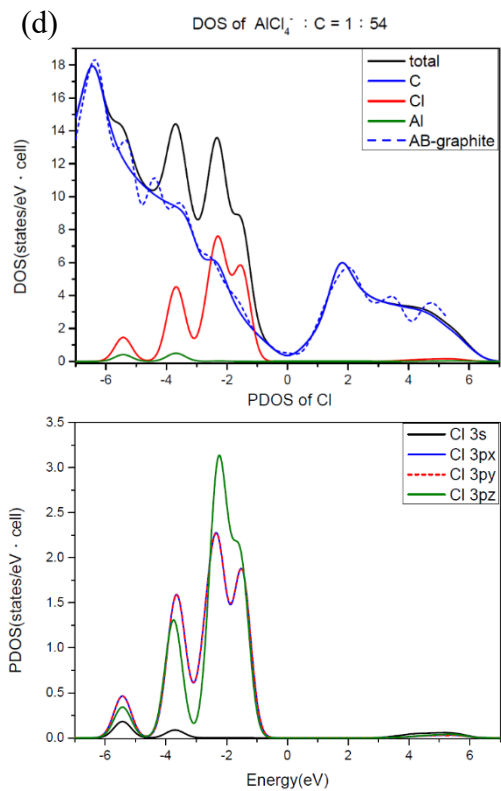 (d)
DOS of AlCl₄⁻ : C = 1 : 54
total
C
Cl
Al
AB-graphite
DOS(states/eV · cell)
18
16
14
12
10
8
6
4
2
0
-6 -4 -2 0 2 4 6
PDOS of Cl
Cl 3s
Cl 3px
Cl 3py
Cl 3pz
PDOS(states/eV · cell)
3.5
3.0
2.5
2.0
1.5
1.0
0.5
0.0
-6 -4 -2 0 2 4 6
Energy(eV)